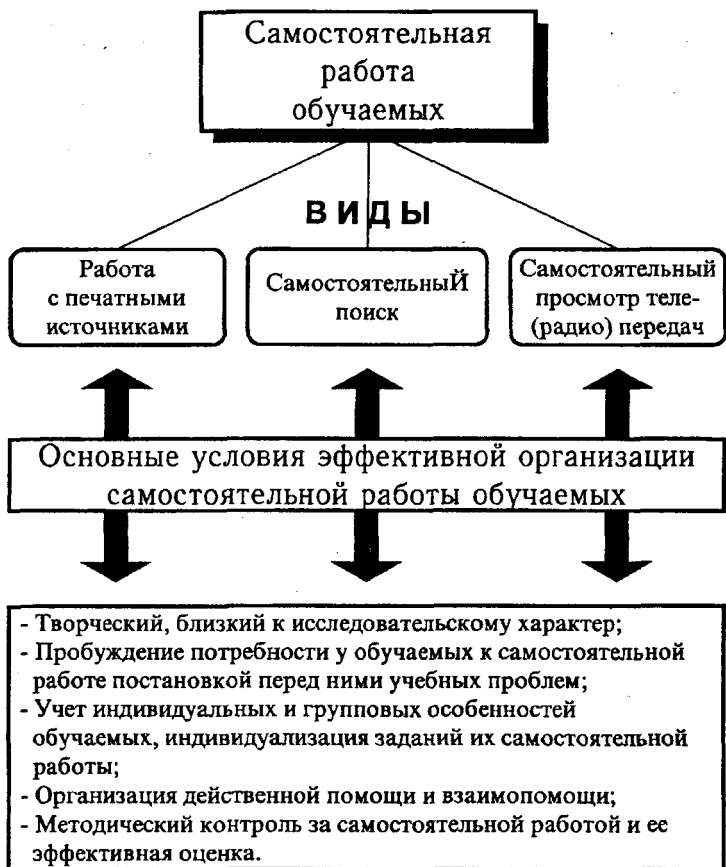 Самостоятельная
работа
обучаемых
ВИДЫ
Работа
с печатными
источниками
СамостоятельныЙ
поиск
Самостоятельный
просмотр теле-
(радио) передач
Основные условия эффективной организации
самостоятельной работы обучаемых
- Творческий, близкий к исследовательскому характер;
- Пробуждение потребности у обучаемых к самостоятельной
работе постановкой перед ними учебных проблем;
- Учет индивидуальных и групповых особенностей
обучаемых, индивидуализация заданий их самостоятельной
работы;
- Организация действенной помощи и взаимопомощи;
- Методический контроль за самостоятельной работой и ее
эффективная оценка.